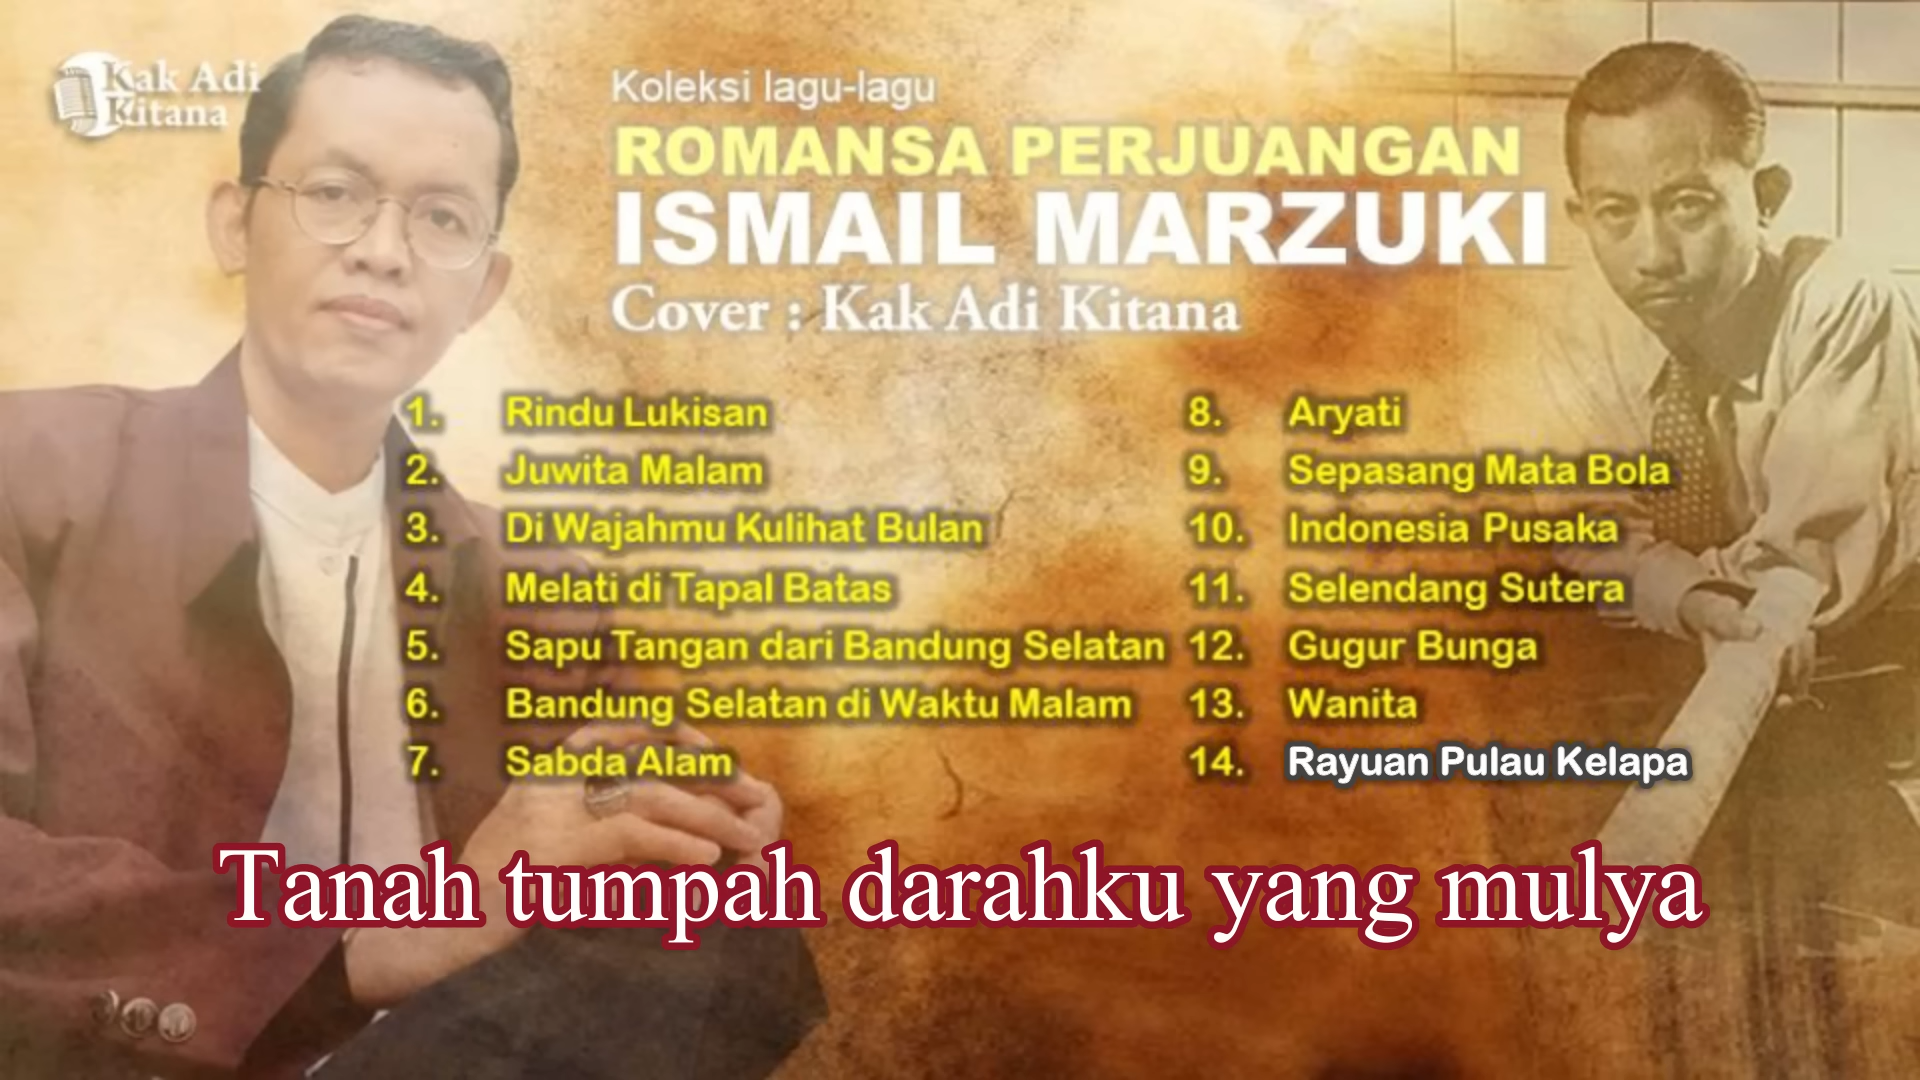 Kak Adi
Kitana
Koleksi lagu-lagu
ROMANSA PERJUANGAN
ISMAIL MARZUKI
Cover : Kak Adi Kitana
1. Rindu Lukisan
2. Juwita Malam
3. Di Wajahmu Kulihat Bulan
4. Melati di Tapal Batas
5. Sapu Tangan dari Bandung Selatan
6. Bandung Selatan di Waktu Malam
7. Sabda Alam
8. Aryati
9. Sepasang Mata Bola
10. Indonesia Pusaka
11. Selendang Sutera
12. Gugur Bunga
13. Wanita
14. Rayuan Pulau Kelapa
Tanah tumpah darahku yang mulya